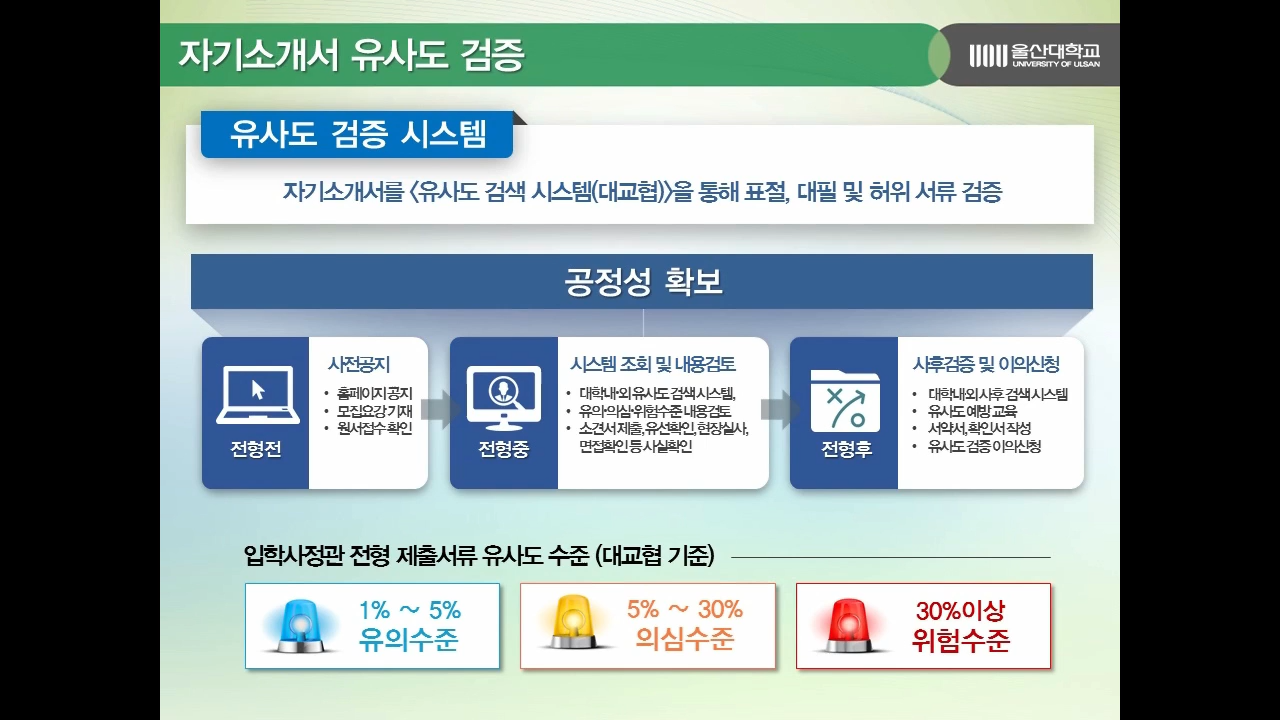 자기소개서 유사도 검증
울산대학교
UNIVERSITY OF ULSAN
유사도 검증 시스템
자기소개서를 <유사도 검색 시스템(대교협)>을 통해 표절, 대필 및 허위 서류 검증
공정성 확보
전형전
사전공지
• 홈페이지 공지
• 모집요강 기재
• 원서접수 확인
전형중
시스템 조회 및 내용검토
• 대학내•외 유사도 검색 시스템,
• 유의·의심·위험수준 내용검토
• 소견서 제출, 유선확인, 현장실사,
면접확인 등 사실확인
전형후
사후검증 및 이의신청
• 대학내외 사후 검색 시스템
• 유사도 예방 교육
• 서약서, 확인서 작성
• 유사도 검증 이의신청
입학사정관 전형 제출서류 유사도 수준 (대교협 기준)
1% ~ 5%
유의수준
5% ~ 30%
의심수준
30%이상
위험수준